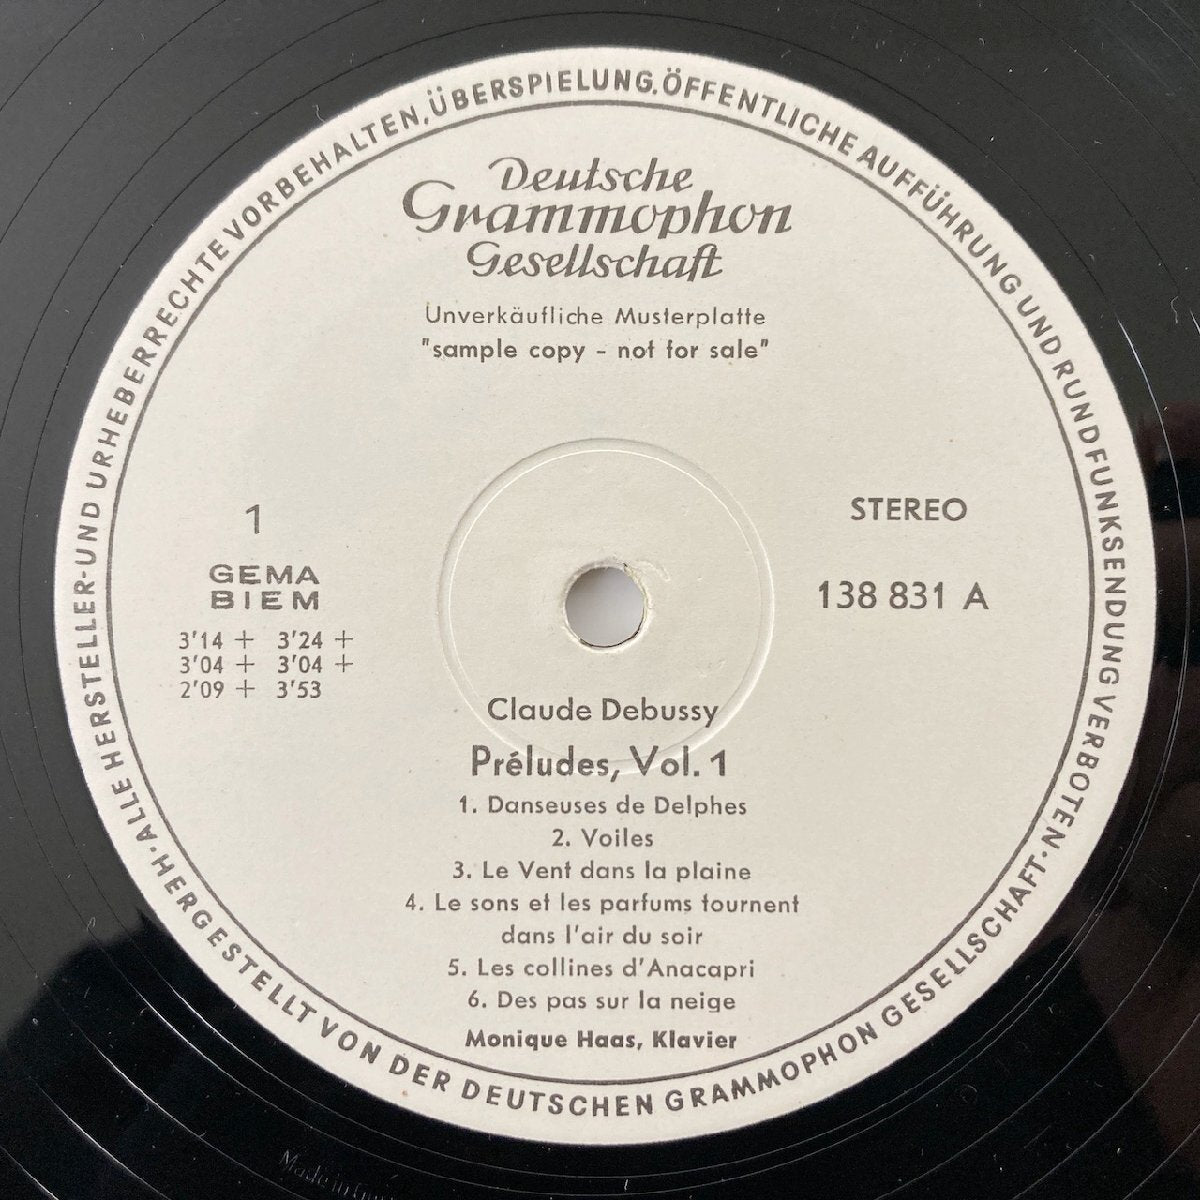 HERGESTELLT VON DER DEUTSCHEN GRAMMOPHON GESELLSCHAFT · ALLE HERSTELLER-UND URHEBERRECHTE VORBEHALTEN, ÜBERSPIELUNG, ÖFFENTLICHE AUFFÜHRUNG UND RUNDFUNKSENDUNG VERBOTEN·N
Deutsche
Grammophon
Gesellschaft
Unverkäufliche Musterplatte
"sample copy - not for sale"
1
STEREO
GEMA
BIEM
138 831 A
3'14 + 3'24 +
3'04 + 3'04 +
2'09 + 3'53
Claude Debussy
Préludes, Vol. 1
1. Danseuses de Delphes
2. Voiles
3. Le Vent dans la plaine
4. Le sons et les parfums tournent
dans l'air du soir
5. Les collines d'Anacapri
6. Des pas sur la neige
Monique Haas, Klavier
Made in